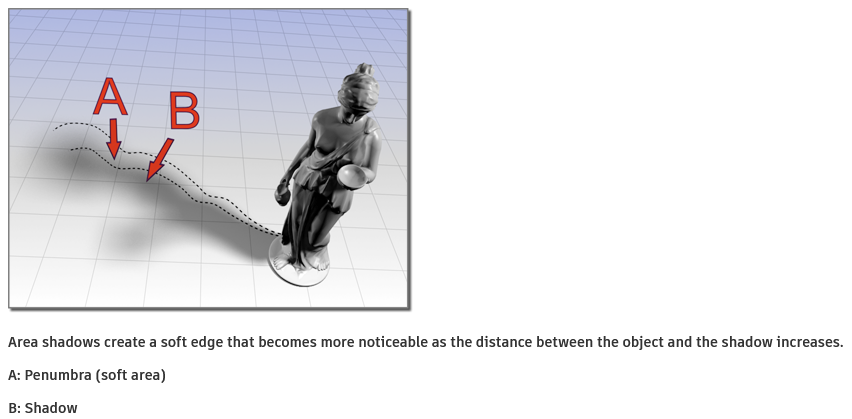 A
B
Area shadows create a soft edge that becomes more noticeable as the distance between the object and the shadow increases.
A: Penumbra (soft area)
B: Shadow